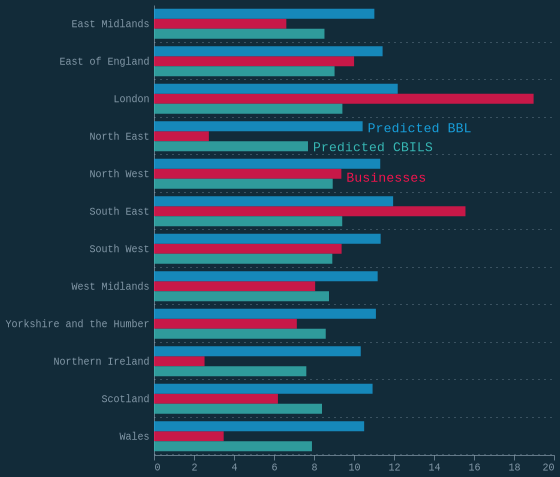 East Midlands
East of England
London
North East
Predicted BBL
Predicted CBILS
North West
Businesses
South East
South West
West Midlands
Yorkshire and the Humber
Northern Ireland
Scotland
Wales
0 2 4 6 8 10 12 14 16 18 20